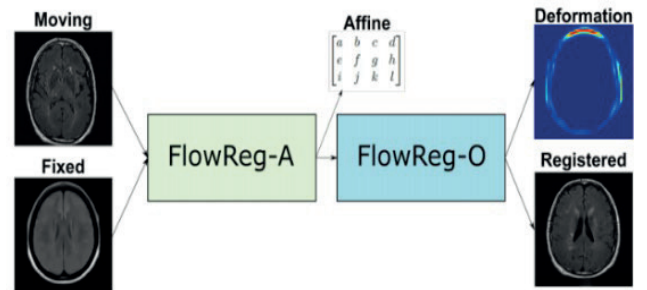 Moving
Affine
Deformation
a b c d
e f g h
i j k l
FlowReg-A
FlowReg-O
Fixed
Registered